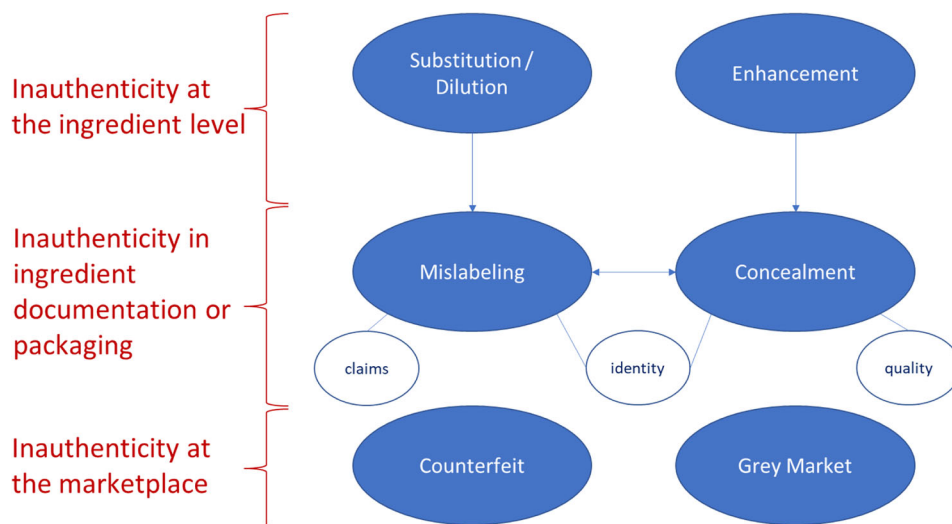 Inauthenticity at
the ingredient level
Substitution /
Dilution
Enhancement
Inauthenticity in
ingredient
documentation or
packaging
Mislabeling
Concealment
claims
identity
quality
Inauthenticity at
the marketplace
Counterfeit
Grey Market